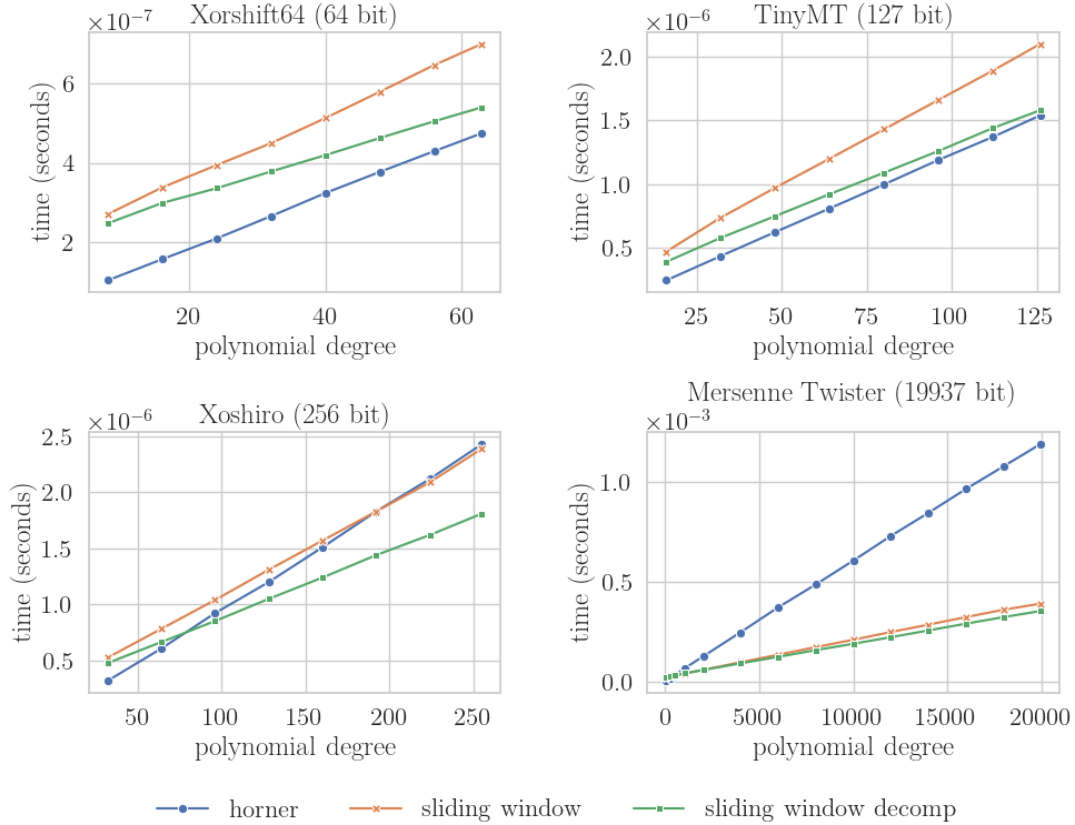 Xorshift64 (64 bit)
×10⁻⁷
6
4
2
time (seconds)
20
40
60
polynomial degree
TinyMT (127 bit)
×10⁻⁶
2.0
1.5
1.0
0.5
time (seconds)
25
50
75
100
125
polynomial degree
Xoshiro (256 bit)
×10⁻⁶
2.5
2.0
1.5
1.0
0.5
time (seconds)
50
100
150
200
250
polynomial degree
Mersenne Twister (19937 bit)
×10⁻³
1.0
0.5
0.0
time (seconds)
0
5000
10000
15000
20000
polynomial degree
horner
sliding window
sliding window decomp